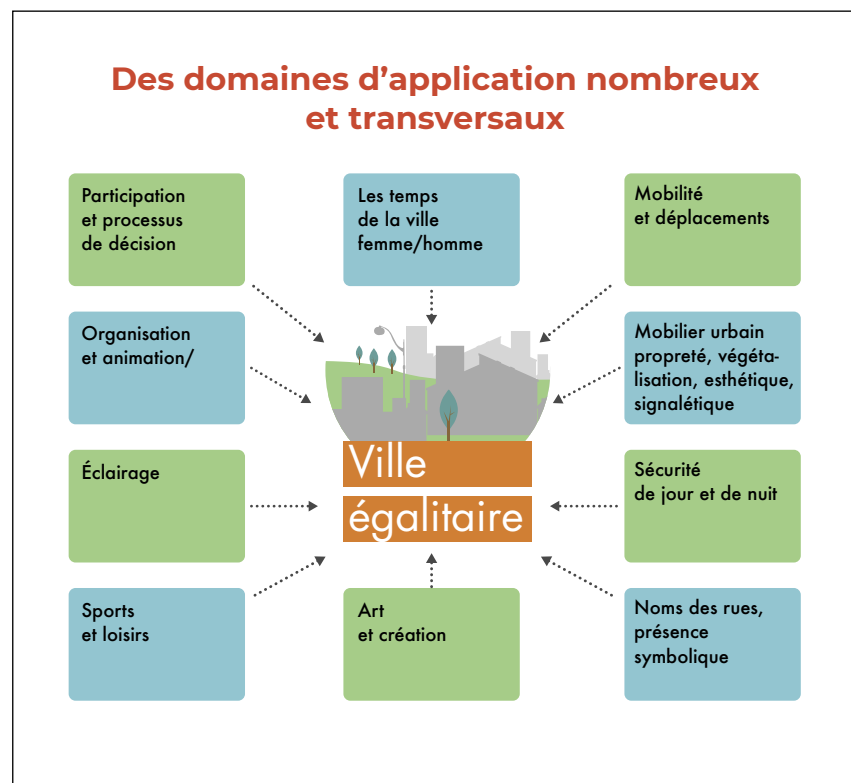 Des domaines d'application nombreux
et transversaux
Participation
et processus
de décision
Les temps
de la ville
femme/homme
Mobilité
et déplacements
Organisation
et animation/
Mobilier urbain
propreté, végéta-
lisation, esthétique,
signalétique
Éclairage
Ville
égalitaire
Sécurité
de jour et de nuit
Sports
et loisirs
Art
et création
Noms des rues,
présence
symbolique